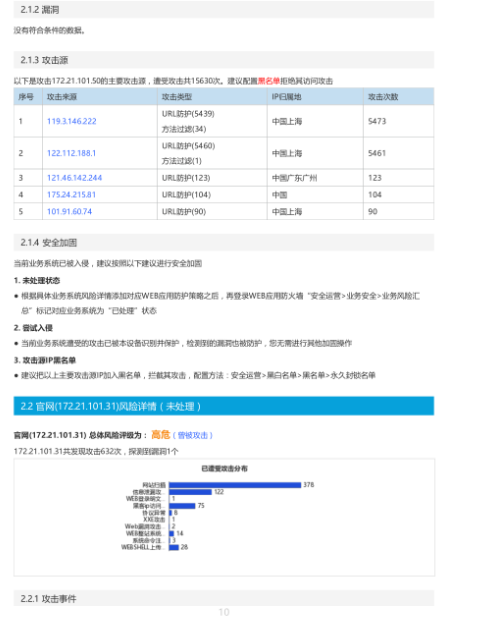 2.1.2 漏洞
没有符合条件的数据。
2.1.3 攻击源
以下是攻击172.21.101.50的主要攻击源，遭受攻击共15630次。建议配置黑名单拒绝其访问攻击
序号 攻击来源 攻击类型 IP归属地 攻击次数
1 119.3.146.222 URL防护(5439) 方法过滤(34) 中国上海 5473
2 122.112.188.1 URL防护(5460) 方法过滤(1) 中国上海 5461
3 121.46.142.244 URL防护(123) 中国广东广州 123
4 175.24.215.81 URL防护(104) 中国 104
5 101.91.60.74 URL防护(90) 中国上海 90
2.1.4 安全加固
当前业务系统已被入侵，建议按照以下建议进行安全加固
1. 未处理状态
● 根据具体业务系统风险详情添加对应WEB应用防护策略之后，再登录WEB应用防火墙“安全运营>业务安全>业务风险汇
总”标记对应业务系统为“已处理”状态
2. 尝试入侵
● 当前业务系统遭受的攻击已被本设备识别并保护，检测到的漏洞也被防护，您无需进行其他加固操作
3. 攻击源IP黑名单
● 建议把以上主要攻击源IP加入黑名单，拦截其攻击，配置方法：安全运营>黑白名单>黑名单>永久封锁名单
2.2 官网(172.21.101.31)风险详情（未处理）
官网(172.21.101.31) 总体风险评级为： 高危（曾被攻击）
172.21.101.31共发现攻击632次，探测到漏洞1个
已遭受攻击分布
网站扫描 378
信息泄漏攻.. 122
WEB登录明文.. 1
黑客ip访问.. 75
协议异常 8
XXE攻击 1
Web漏洞攻击.. 2
WEB整站系统.. 14
系统命令注.. 3
WEBSHELL上传.. 28
2.2.1 攻击事件
10